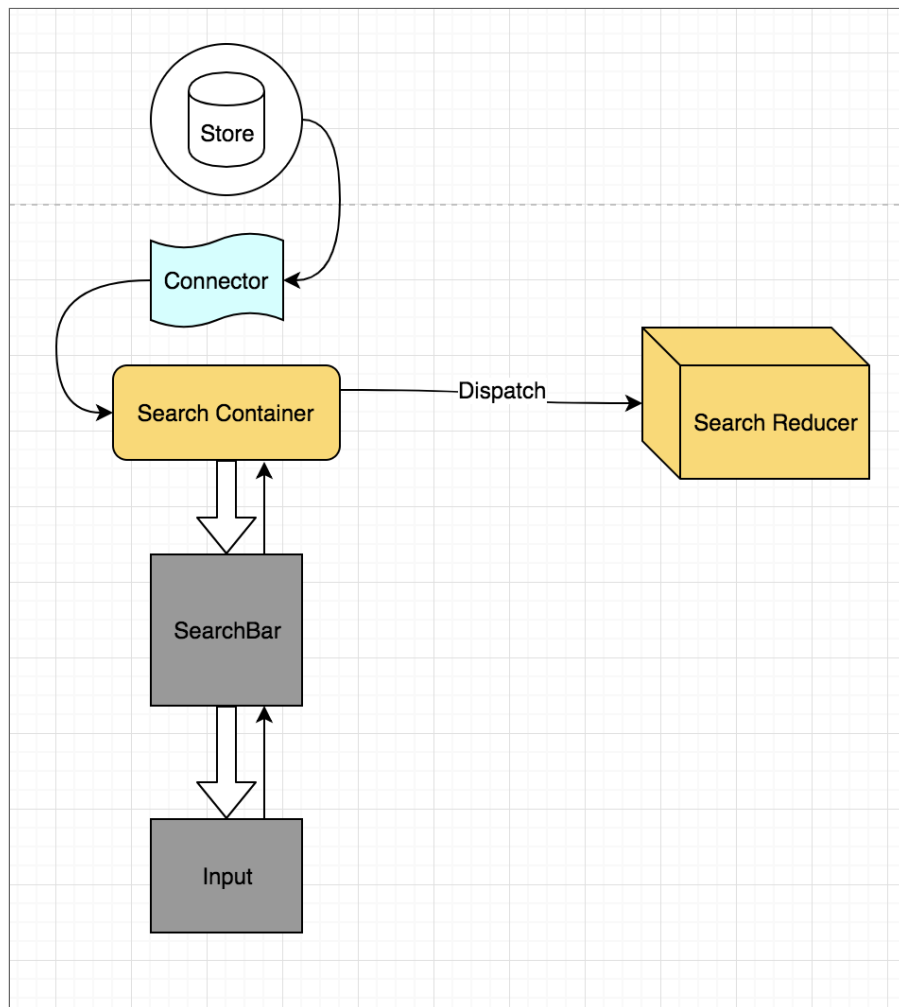 Store
Connector
Search Container
Dispatch
Search Reducer
SearchBar
Input